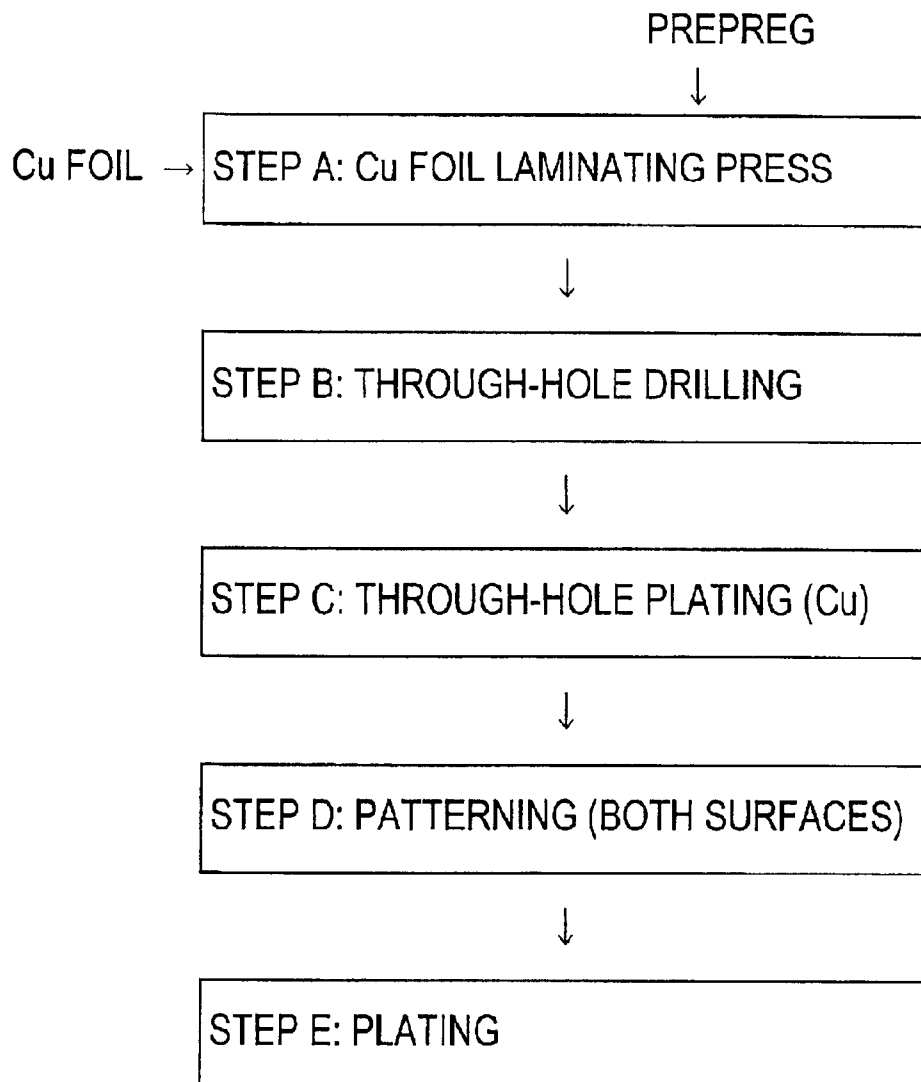 PREPREG
↓
Cu FOIL → STEP A: Cu FOIL LAMINATING PRESS
↓
STEP B: THROUGH-HOLE DRILLING
↓
STEP C: THROUGH-HOLE PLATING (Cu)
↓
STEP D: PATTERNING (BOTH SURFACES)
↓
STEP E: PLATING